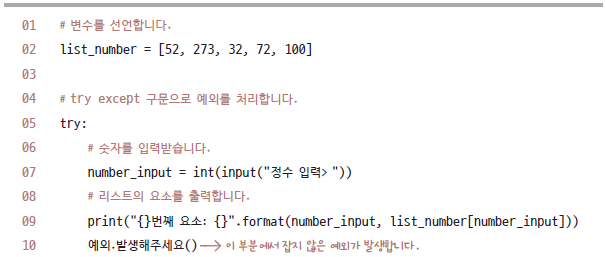 01 # 변수를 선언합니다.
02 list_number = [52, 273, 32, 72, 100]
03
04 # try except 구문으로 예외를 처리합니다.
05 try:
06 # 숫자를 입력받습니다.
07 number_input = int(input("정수 입력> "))
08 # 리스트의 요소를 출력합니다.
09 print("{}번째 요소: {}".format(number_input, list_number[number_input]))
10 예외.발생해주세요() → 이 부분에서 잡지 않은 예외가 발생합니다.